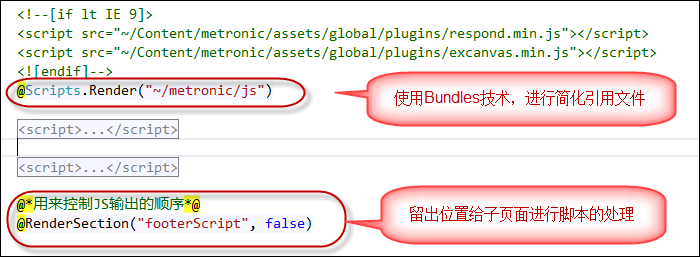 <!--[if lt IE 9]>
<script src="~/Content/metronic/assets/global/plugins/respond.min.js"></script>
<script src="~/Content/metronic/assets/global/plugins/excanvas.min.js"></script>
<![endif]-->
@Scripts.Render("~/metronic/js")
使用Bundles技术，进行简化引用文件
<script>...</script>
<script>...</script>
@*用来控制JS输出的顺序*@
@RenderSection("footerScript", false)
留出位置给子页面进行脚本的处理